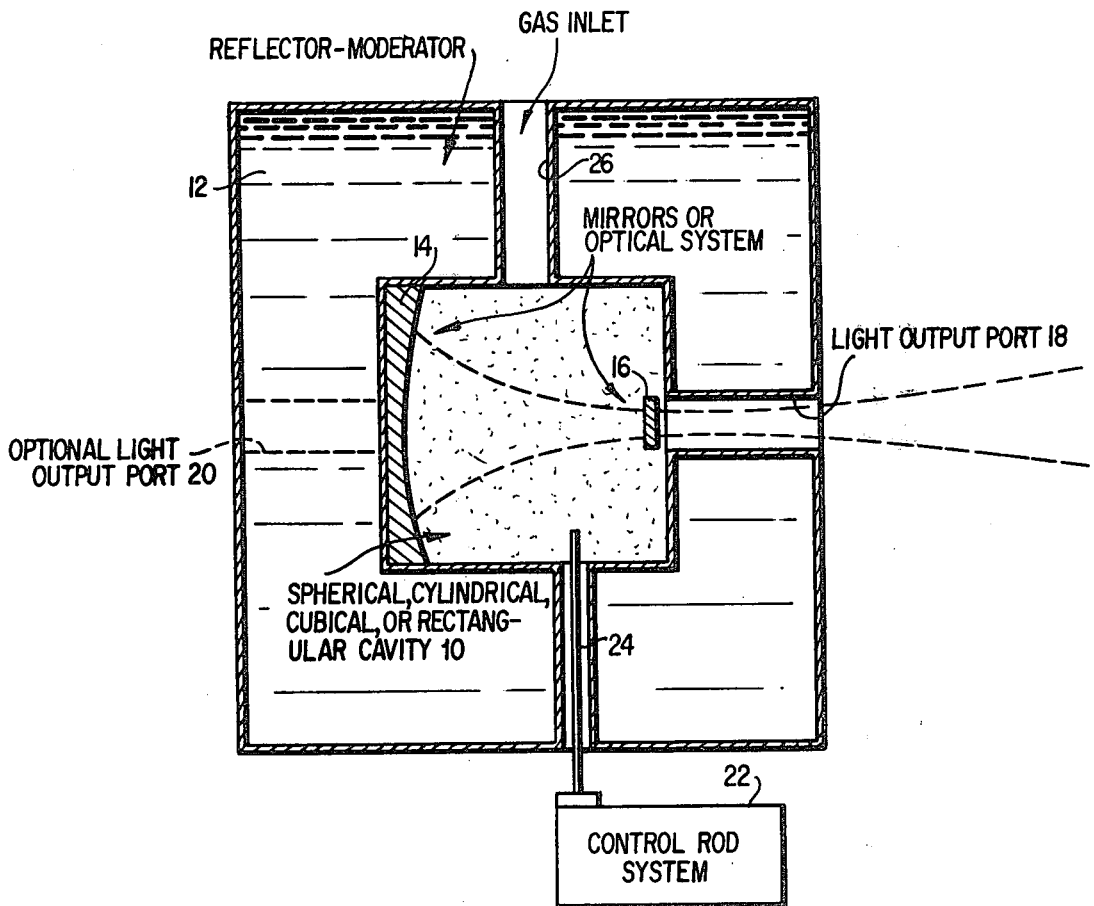 GAS INLET
REFLECTOR-MODERATOR
12
26
MIRRORS OR
OPTICAL SYSTEM
14
LIGHT OUTPUT PORT 18
16
OPTIONAL LIGHT
OUTPUT PORT 20
SPHERICAL, CYLINDRICAL,
CUBICAL, OR RECTANG-
ULAR CAVITY 10
24
22
CONTROL ROD
SYSTEM